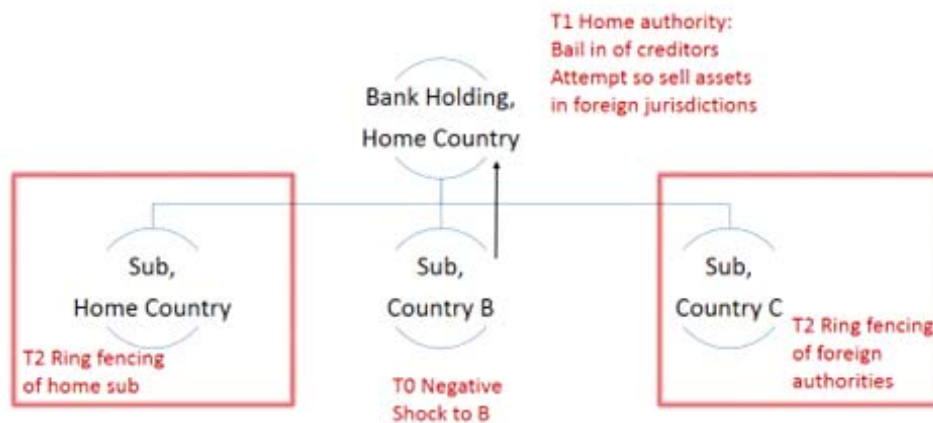 T1 Home authority:
Bail in of creditors
Attempt so sell assets
in foreign jurisdictions
Bank Holding,
Home Country
Sub,
Home Country
T2 Ring fencing
of home sub
Sub,
Country B
T0 Negative
Shock to B
Sub,
Country C
T2 Ring fencing
of foreign
authorities